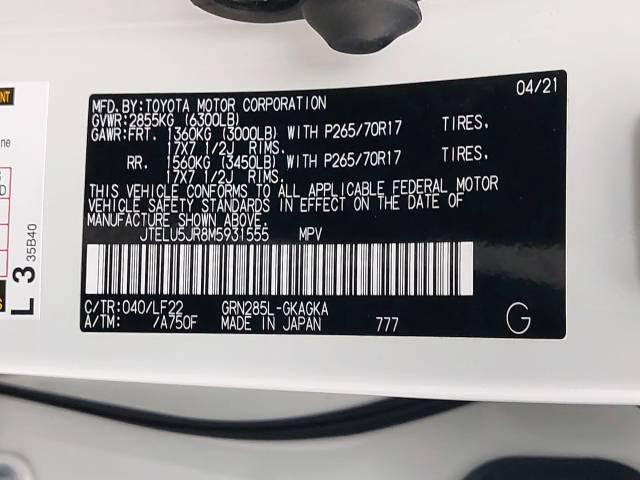 04/21
MFD.BY:TOYOTA MOTOR CORPORATION
GVWR:2855KG (6300LB)
GAWR:FRT. 1360KG (3000LB) WITH P265/70R17 TIRES.
17X7 1/2J RIMS.
RR. 1560KG (3450LB) WITH P265/70R17 TIRES.
17X7 1/2J RIMS.
THIS VEHICLE CONFORMS TO ALL APPLICABLE FEDERAL MOTOR
VEHICLE SAFETY STANDARDS IN EFFECT ON THE DATE OF
MANUFACTURE SHOWN ABOVE.
JTELU5JR8M5931555 MPV
C/TR:040/LF22 GRN285L-GKAGKA
A/TM: /A750F MADE IN JAPAN 777
G
L 3
35B40